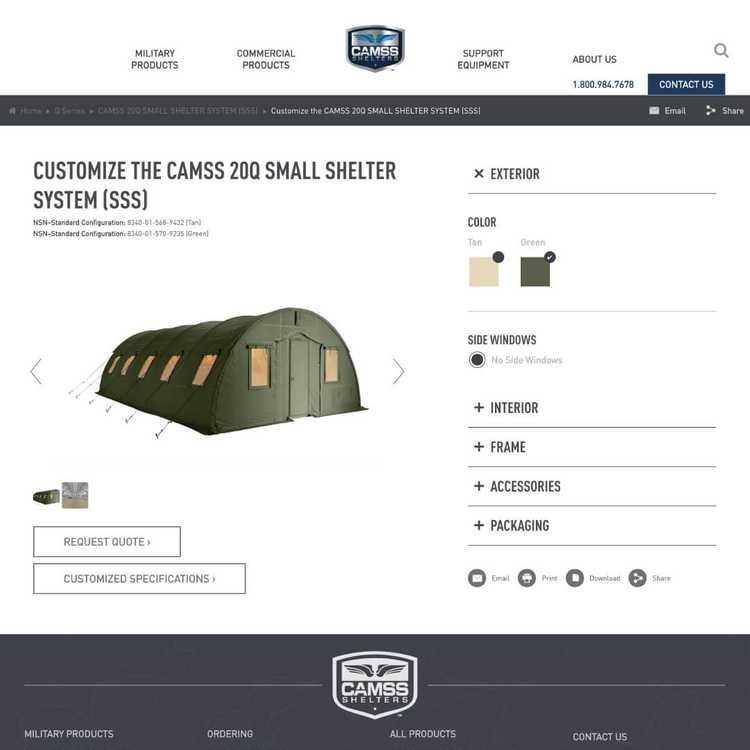 MILITARY
PRODUCTS
COMMERCIAL
PRODUCTS
CAMSS
SHELTERS
SUPPORT
EQUIPMENT
ABOUT US
1.800.984.7678
CONTACT US
Home ▸ Q Series ▸ CAMSS 20Q SMALL SHELTER SYSTEM (SSS) ▸ Customize the CAMSS 20Q SMALL SHELTER SYSTEM (SSS)
Email
Share
CUSTOMIZE THE CAMSS 20Q SMALL SHELTER
SYSTEM (SSS)
NSN-Standard Configuration: 8340-01-568-9432 (Tan)
NSN-Standard Configuration: 8340-01-570-9235 (Green)
EXTERIOR
COLOR
Tan
Green
SIDE WINDOWS
No Side Windows
+ INTERIOR
+ FRAME
+ ACCESSORIES
+ PACKAGING
REQUEST QUOTE ›
CUSTOMIZED SPECIFICATIONS ›
Email
Print
Download
Share
CAMSS
SHELTERS
TM
MILITARY PRODUCTS
ORDERING
ALL PRODUCTS
CONTACT US